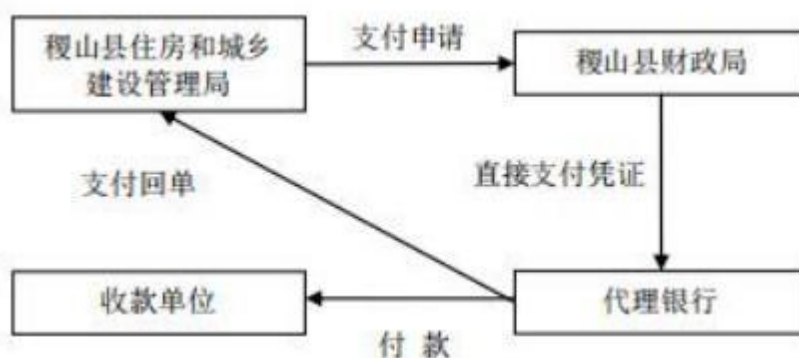 稷山县住房和城乡
建设管理局
支付申请
稷山县财政局
支付回单
直接支付凭证
收款单位
代理银行
付 款